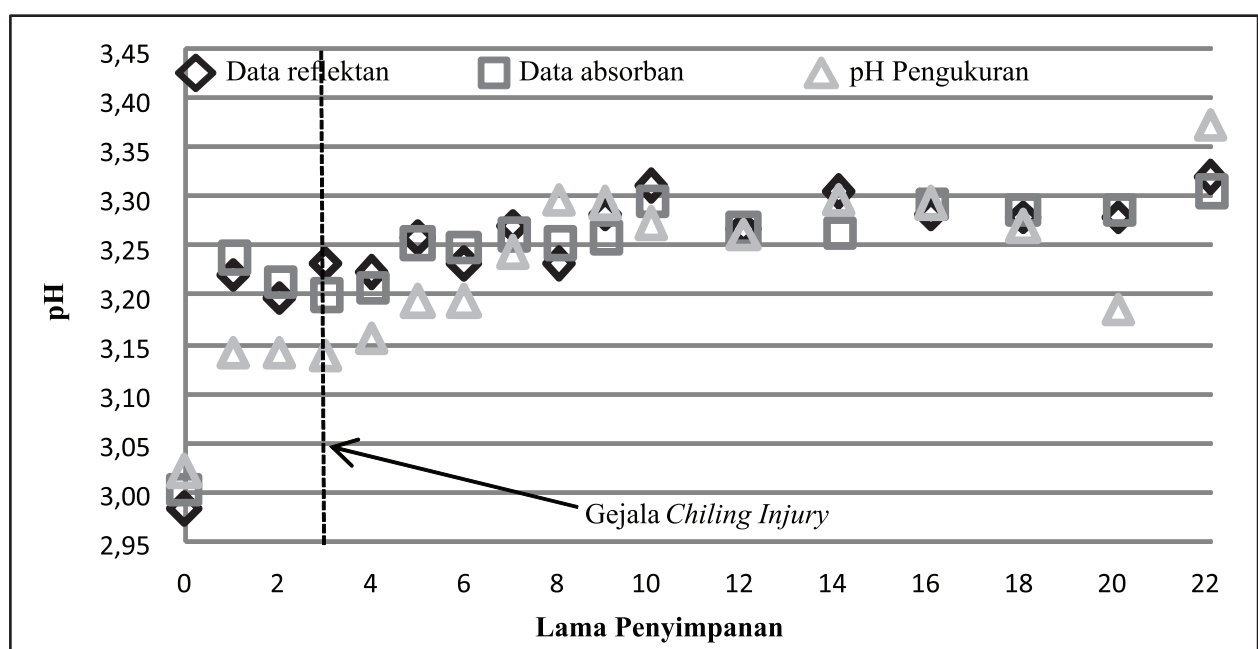 3,45
Data reflektan Data absorban pH Pengukuran
3,40
3,35
3,30
3,25
3,20
3,15
3,10
3,05
3,00
2,95
pH
Gejala Chiling Injury
0 2 4 6 8 10 12 14 16 18 20 22
Lama Penyimpanan